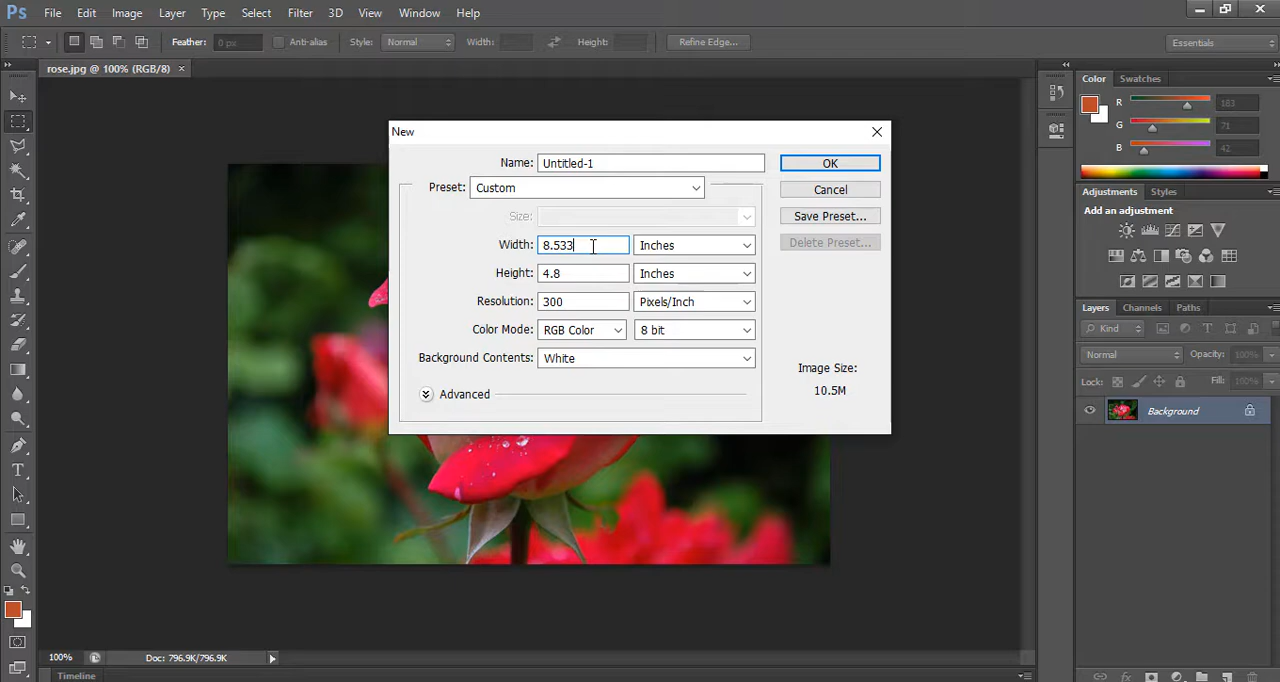 Ps File Edit Image Layer Type Select Filter 3D View Window Help
Feather: 0 px Anti-alias Style: Normal Width: Height: Refine Edge... Essentials
rose.jpg @ 100% (RGB/8) ×
Color Swatches
R 183
G 71
B 42
New
Name: Untitled-1 OK
Preset: Custom Cancel
Size: Save Preset...
Width: 8.533 Inches Delete Preset...
Height: 4.8 Inches
Resolution: 300 Pixels/Inch
Color Mode: RGB Color 8 bit
Background Contents: White
Image Size:
10.5M
Advanced
Adjustments Styles
Add an adjustment
Layers Channels Paths
Kind
Normal Opacity: 100%
Lock: Fill: 100%
Background
100% Doc: 796.9K/796.9K
Timeline